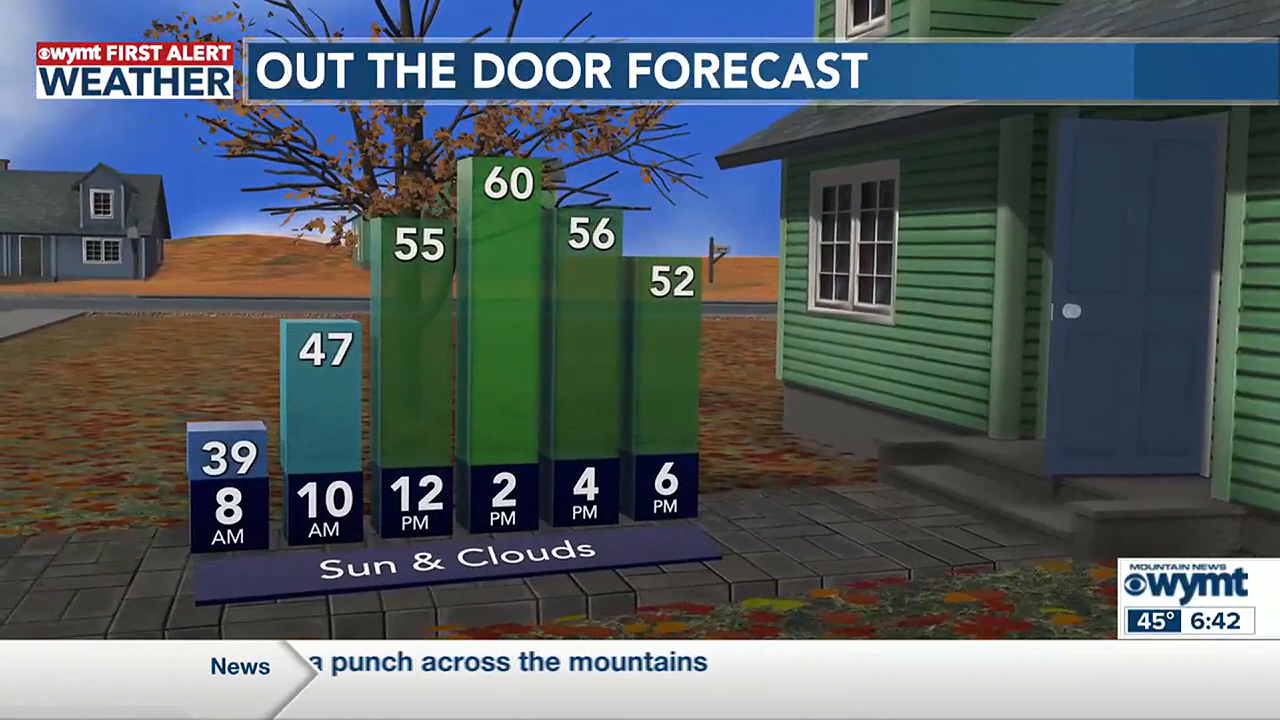 wymt FIRST ALERT
WEATHER
OUT THE DOOR FORECAST
39
47
55
60
56
52
8
AM
10
AM
12
PM
2
PM
4
PM
6
PM
Sun & Clouds
MOUNTAIN NEWS
wymt
45° 6:42
News
a punch across the mountains